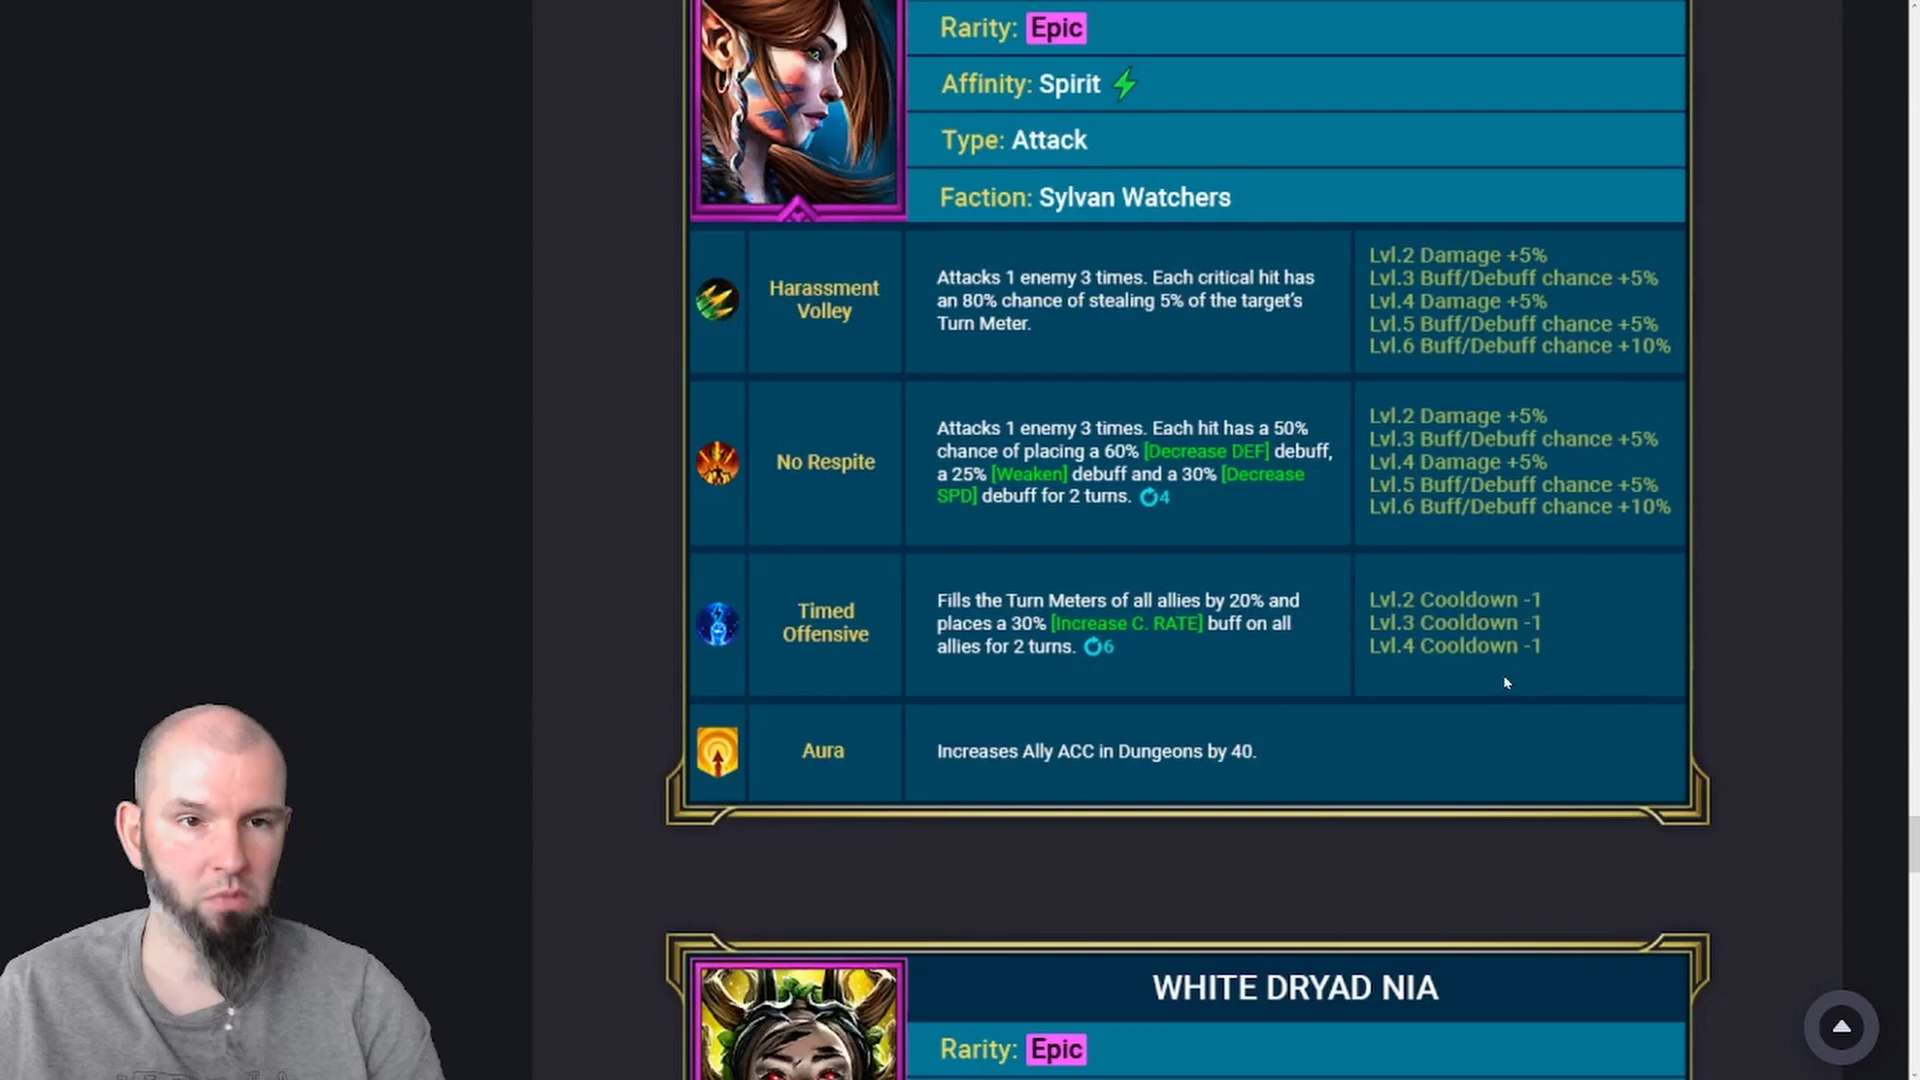 Rarity: Epic
Affinity: Spirit
Type: Attack
Faction: Sylvan Watchers
Harassment
Volley
Attacks 1 enemy 3 times. Each critical hit has
an 80% chance of stealing 5% of the target's
Turn Meter.
Lvl.2 Damage +5%
Lvl.3 Buff/Debuff chance +5%
Lvl.4 Damage +5%
Lvl.5 Buff/Debuff chance +5%
Lvl.6 Buff/Debuff chance +10%
No Respite
Attacks 1 enemy 3 times. Each hit has a 50%
chance of placing a 60% [Decrease DEF] debuff,
a 25% [Weaken] debuff and a 30% [Decrease
SPD] debuff for 2 turns. 4
Lvl.2 Damage +5%
Lvl.3 Buff/Debuff chance +5%
Lvl.4 Damage +5%
Lvl.5 Buff/Debuff chance +5%
Lvl.6 Buff/Debuff chance +10%
Timed
Offensive
Fills the Turn Meters of all allies by 20% and
places a 30% [Increase C. RATE] buff on all
allies for 2 turns. 6
Lvl.2 Cooldown -1
Lvl.3 Cooldown -1
Lvl.4 Cooldown -1
Aura
Increases Ally ACC in Dungeons by 40.
WHITE DRYAD NIA
Rarity: Epic